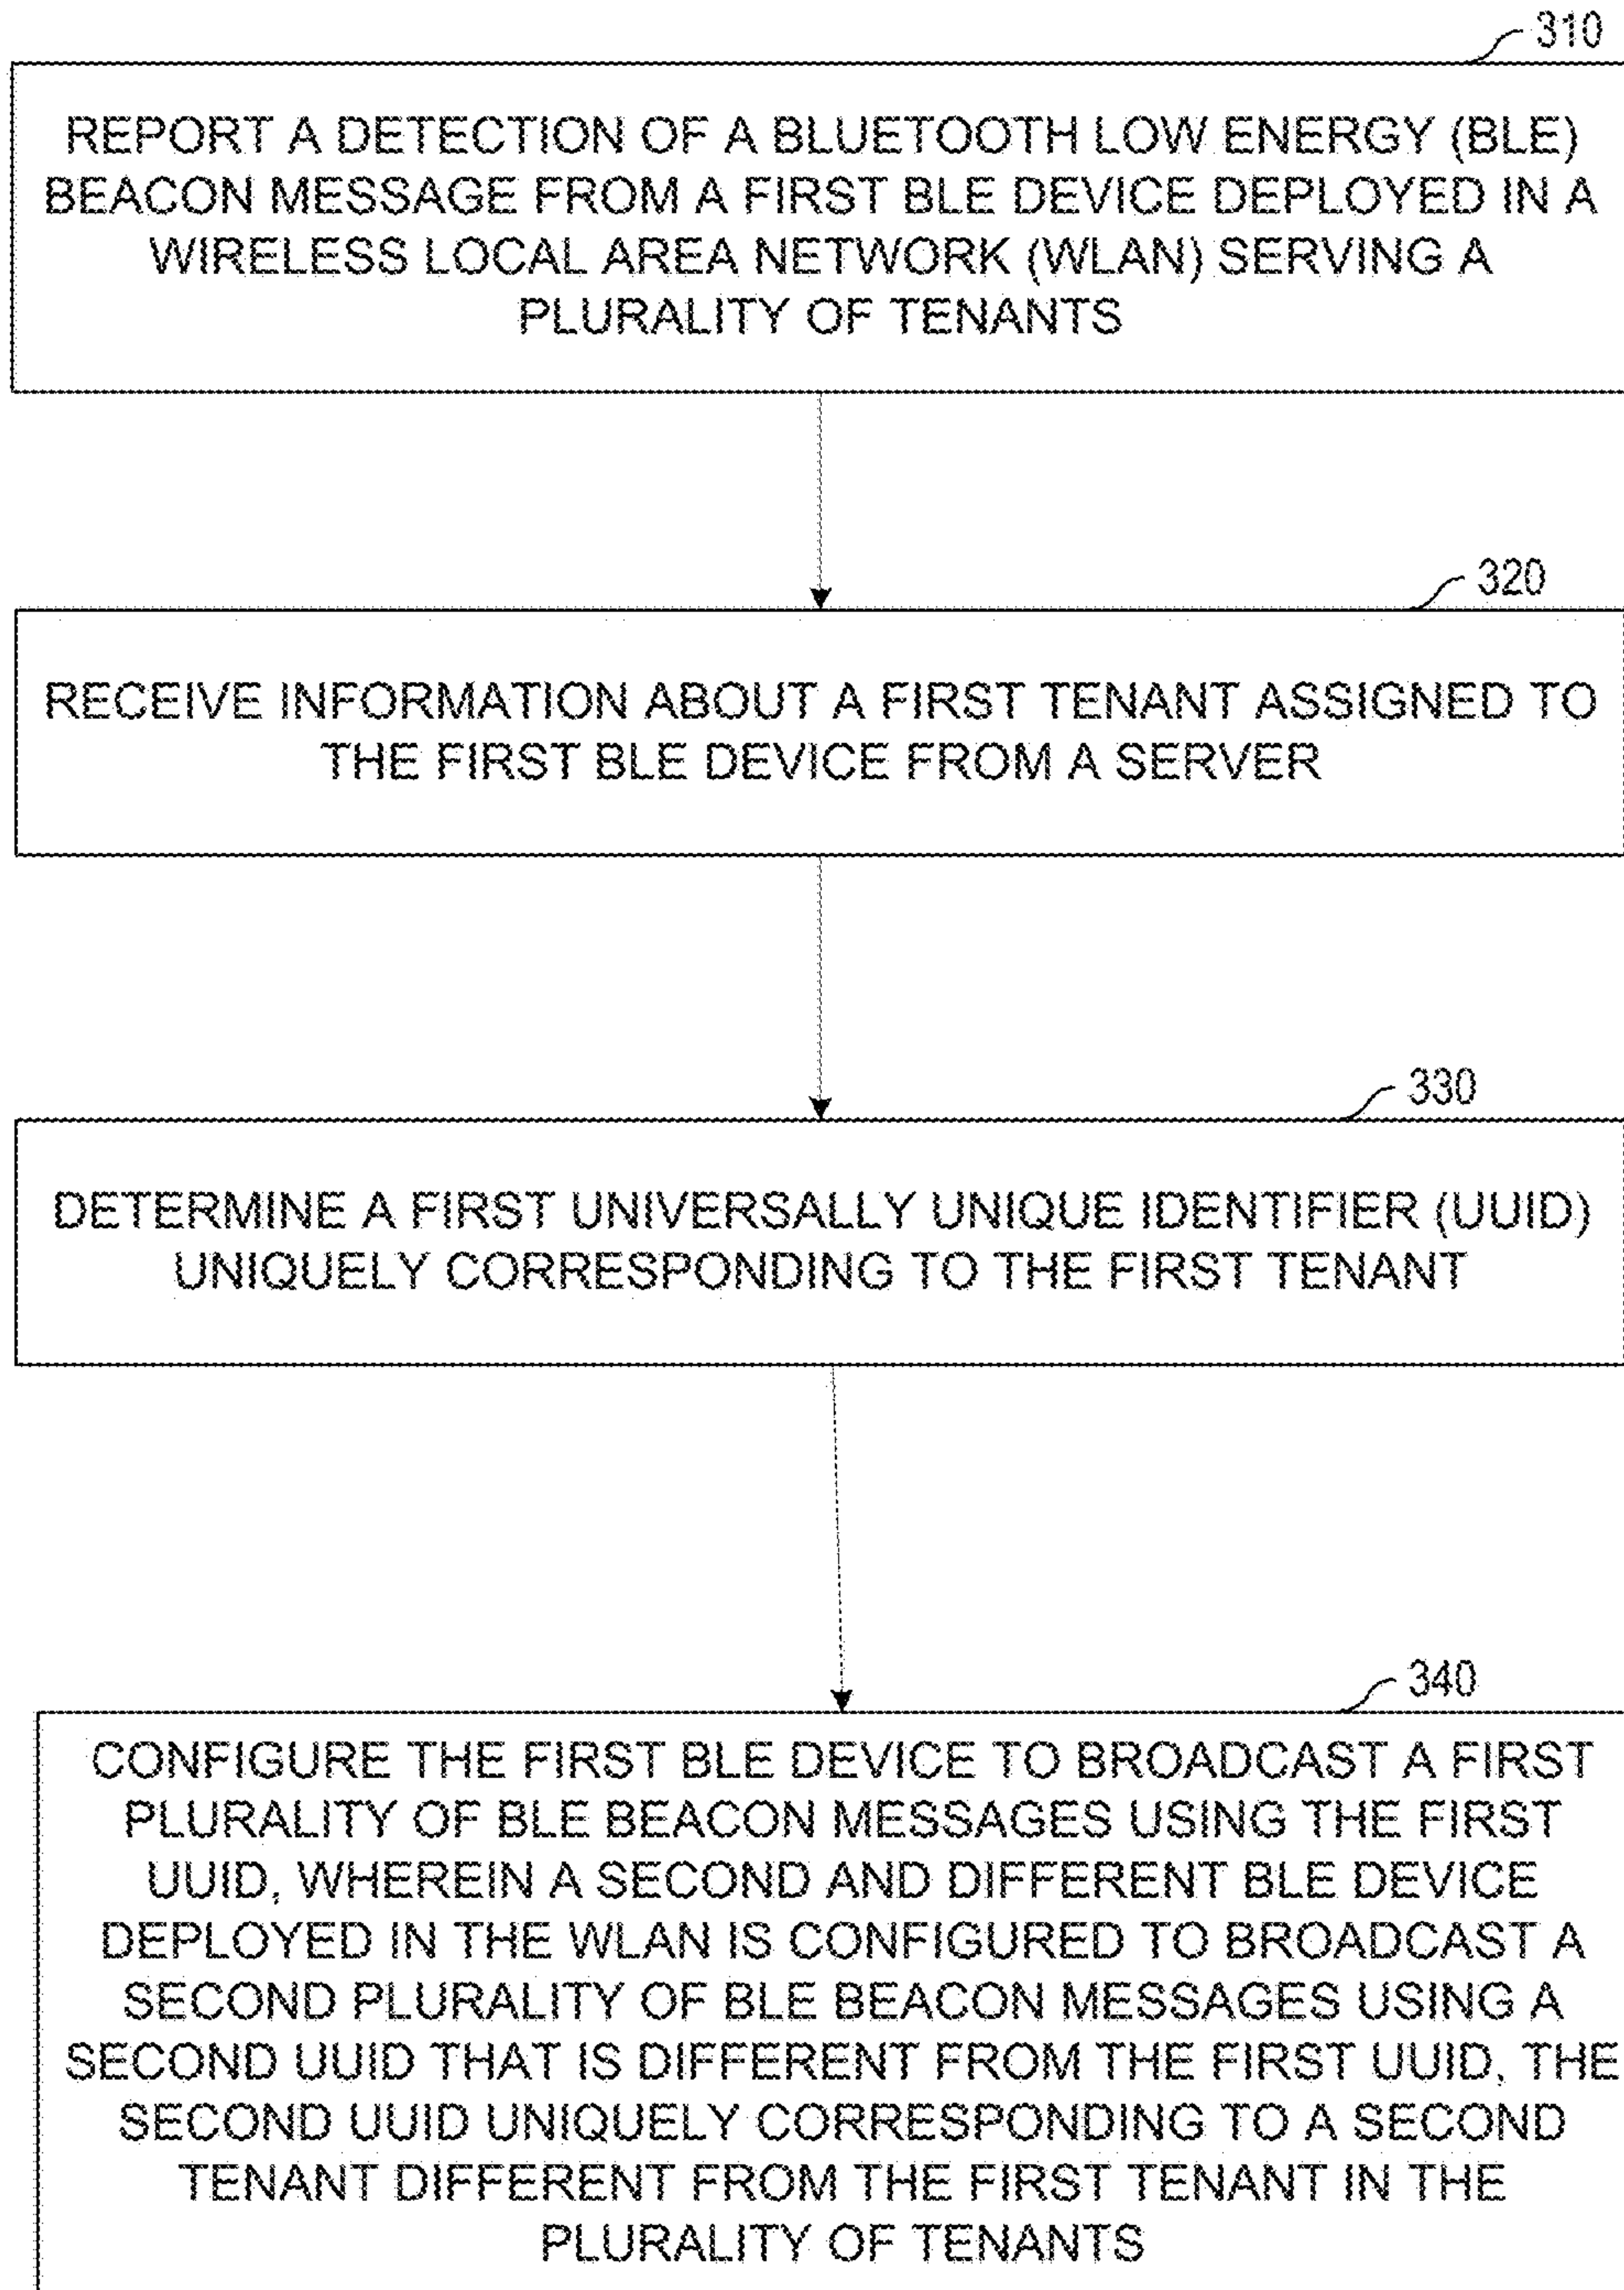 310
REPORT A DETECTION OF A BLUETOOTH LOW ENERGY (BLE)
BEACON MESSAGE FROM A FIRST BLE DEVICE DEPLOYED IN A
WIRELESS LOCAL AREA NETWORK (WLAN) SERVING A
PLURALITY OF TENANTS
320
RECEIVE INFORMATION ABOUT A FIRST TENANT ASSIGNED TO
THE FIRST BLE DEVICE FROM A SERVER
330
DETERMINE A FIRST UNIVERSALLY UNIQUE IDENTIFIER (UUID)
UNIQUELY CORRESPONDING TO THE FIRST TENANT
340
CONFIGURE THE FIRST BLE DEVICE TO BROADCAST A FIRST
PLURALITY OF BLE BEACON MESSAGES USING THE FIRST
UUID, WHEREIN A SECOND AND DIFFERENT BLE DEVICE
DEPLOYED IN THE WLAN IS CONFIGURED TO BROADCAST A
SECOND PLURALITY OF BLE BEACON MESSAGES USING A
SECOND UUID THAT IS DIFFERENT FROM THE FIRST UUID, THE
SECOND UUID UNIQUELY CORRESPONDING TO A SECOND
TENANT DIFFERENT FROM THE FIRST TENANT IN THE
PLURALITY OF TENANTS